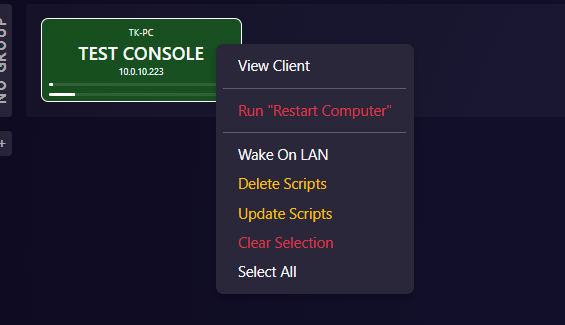 NO GROUP
+
TK-PC
TEST CONSOLE
10.0.10.223
View Client
Run "Restart Computer"
Wake On LAN
Delete Scripts
Update Scripts
Clear Selection
Select All